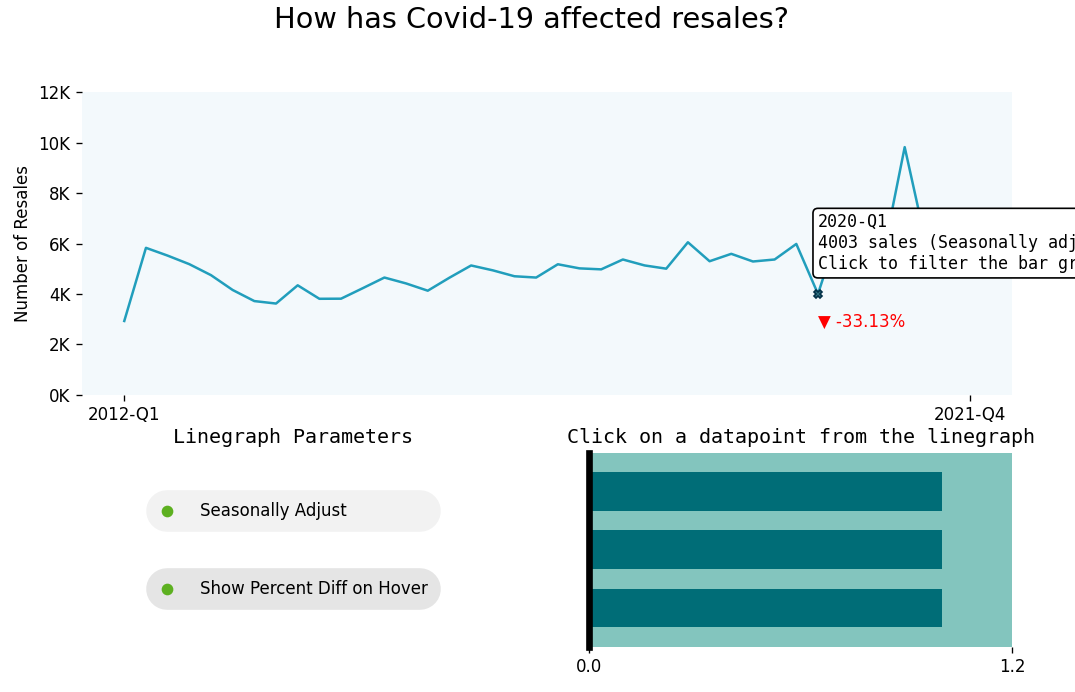 How has Covid-19 affected resales?
12K
10K
8K
6K
4K
2K
0K
Number of Resales
2020-Q1
4003 sales (Seasonally adj
Click to filter the bar gr
▼ -33.13%
2012-Q1
2021-Q4
Linegraph Parameters
Seasonally Adjust
Show Percent Diff on Hover
Click on a datapoint from the linegraph
0.0
1.2